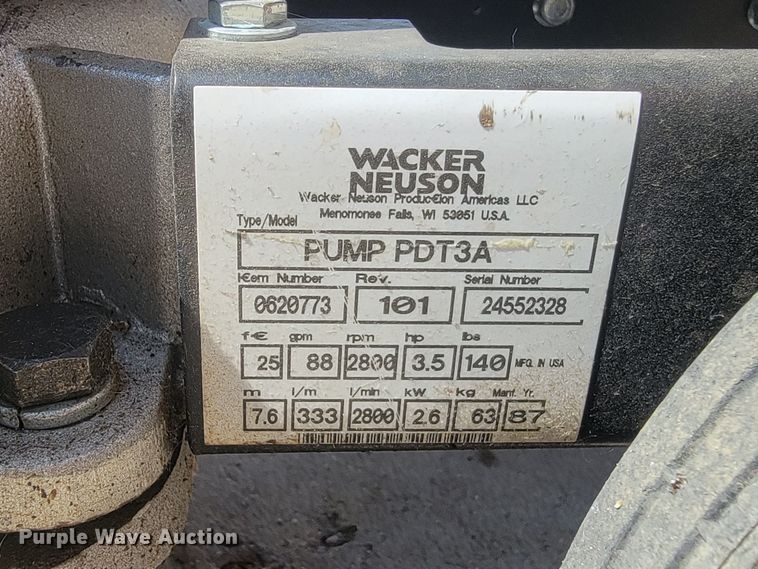 WACKER
NEUSON
Wacker Neuson Production Americas LLC
Menomonee Falls, WI 53051 U.S.A.
Type/Model
PUMP PDT3A
I€em Number Rev. Serial Number
0620773 101 24552328
f€ gpm rpm hp lbs
25 88 2800 3.5 140 MFG. IN USA
m l/m l/min kW kg Manf. Yr.
7.6 333 2800 2.6 63 87
Purple Wave Auction